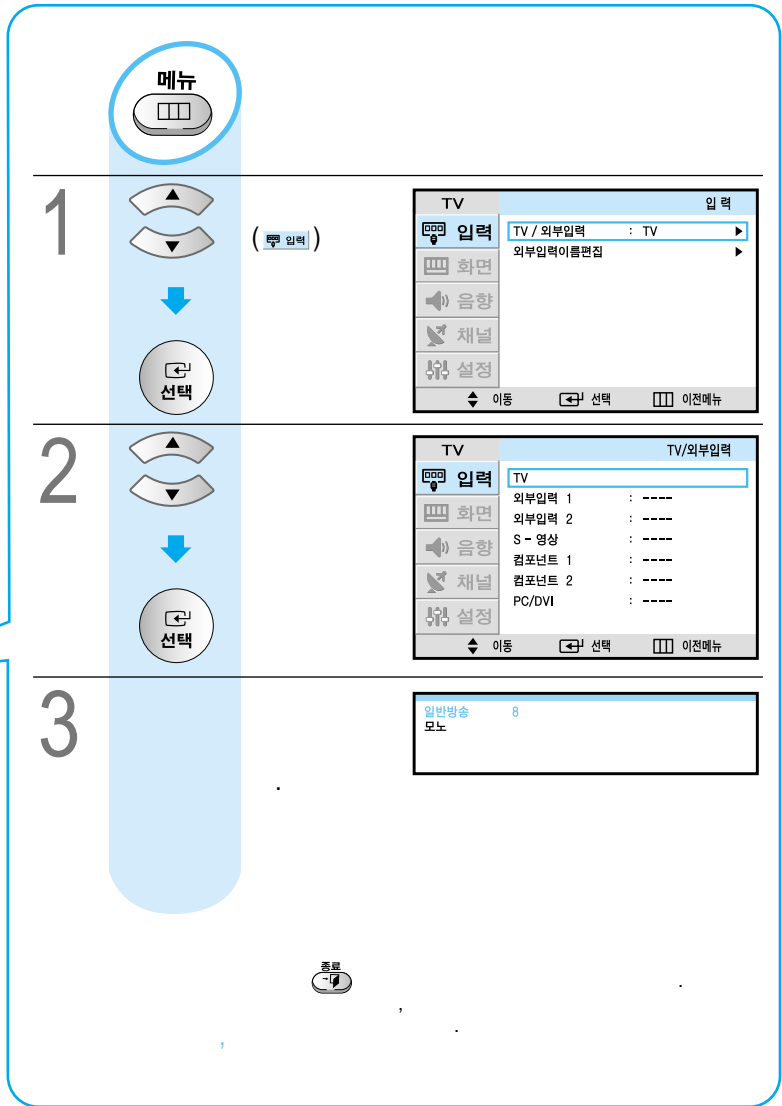 메뉴
1
( 입력 )
선택
TV 입 력
입력
화면
음향
채널
설정
TV / 외부입력 : TV ▶
외부입력이름편집 ▶
이동 선택 이전메뉴
2
선택
TV TV/외부입력
입력
화면
음향
채널
설정
TV
외부입력 1 : ----
외부입력 2 : ----
S - 영상 : ----
컴포넌트 1 : ----
컴포넌트 2 : ----
PC/DVI : ----
이동 선택 이전메뉴
3
일반방송 8
모노
.
종료
.
,
.
,